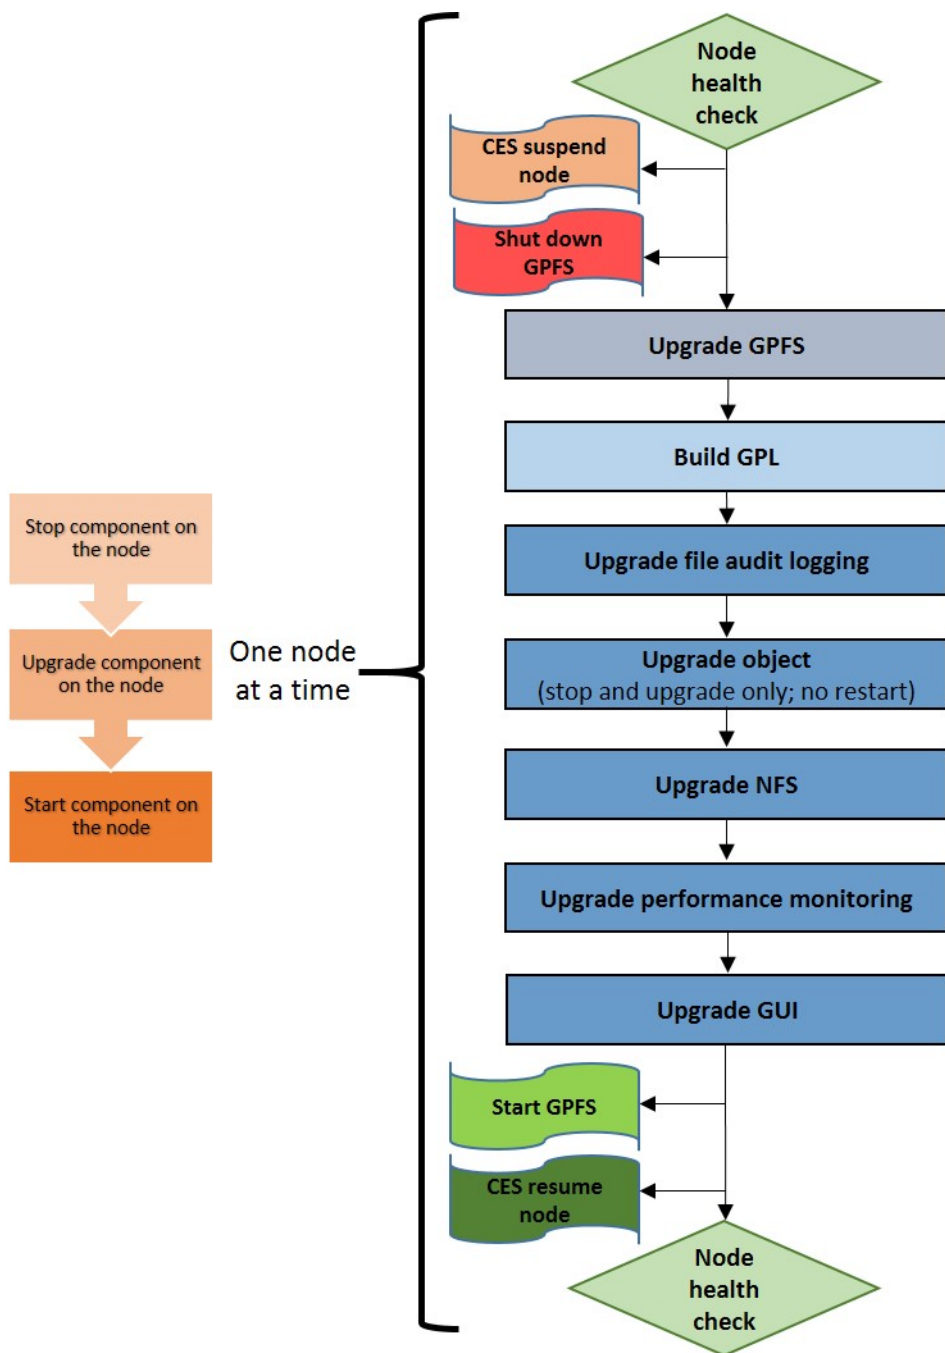 Node
health
check
CES suspend
node
Shut down
GPFS
Upgrade GPFS
Build GPL
Stop component on
the node
Upgrade file audit logging
Upgrade component
on the node
One node
at a time
Upgrade object
(stop and upgrade only; no restart)
Start component on
the node
Upgrade NFS
Upgrade performance monitoring
Upgrade GUI
Start GPFS
CES resume
node
Node
health
check